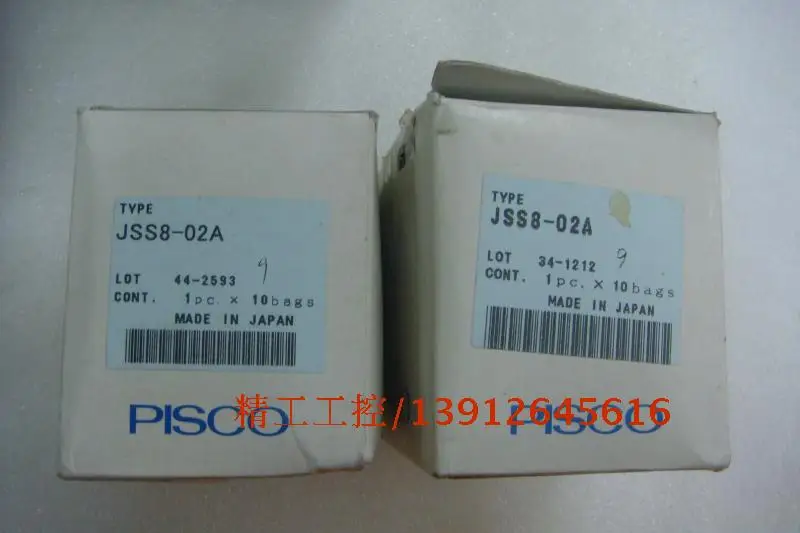 TYPE
JSS8-02A
LOT 44-2593 9
CONT. 1pc. × 10bags
MADE IN JAPAN
PISCO
TYPE
JSS8-02A
LOT 34-1212 9
CONT. 1pc. × 10bags
MADE IN JAPAN
PISCO
精工工控/13912645616